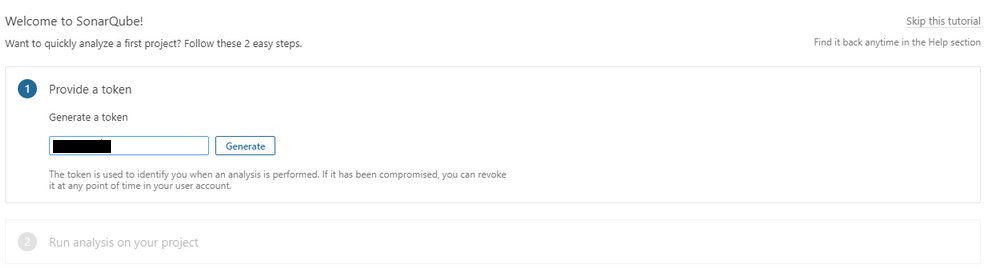 Welcome to SonarQube!
Skip this tutorial
Want to quickly analyze a first project? Follow these 2 easy steps.
Find it back anytime in the Help section
1 Provide a token
Generate a token
Generate
The token is used to identify you when an analysis is performed. If it has been compromised, you can revoke
it at any point of time in your user account.
2 Run analysis on your project